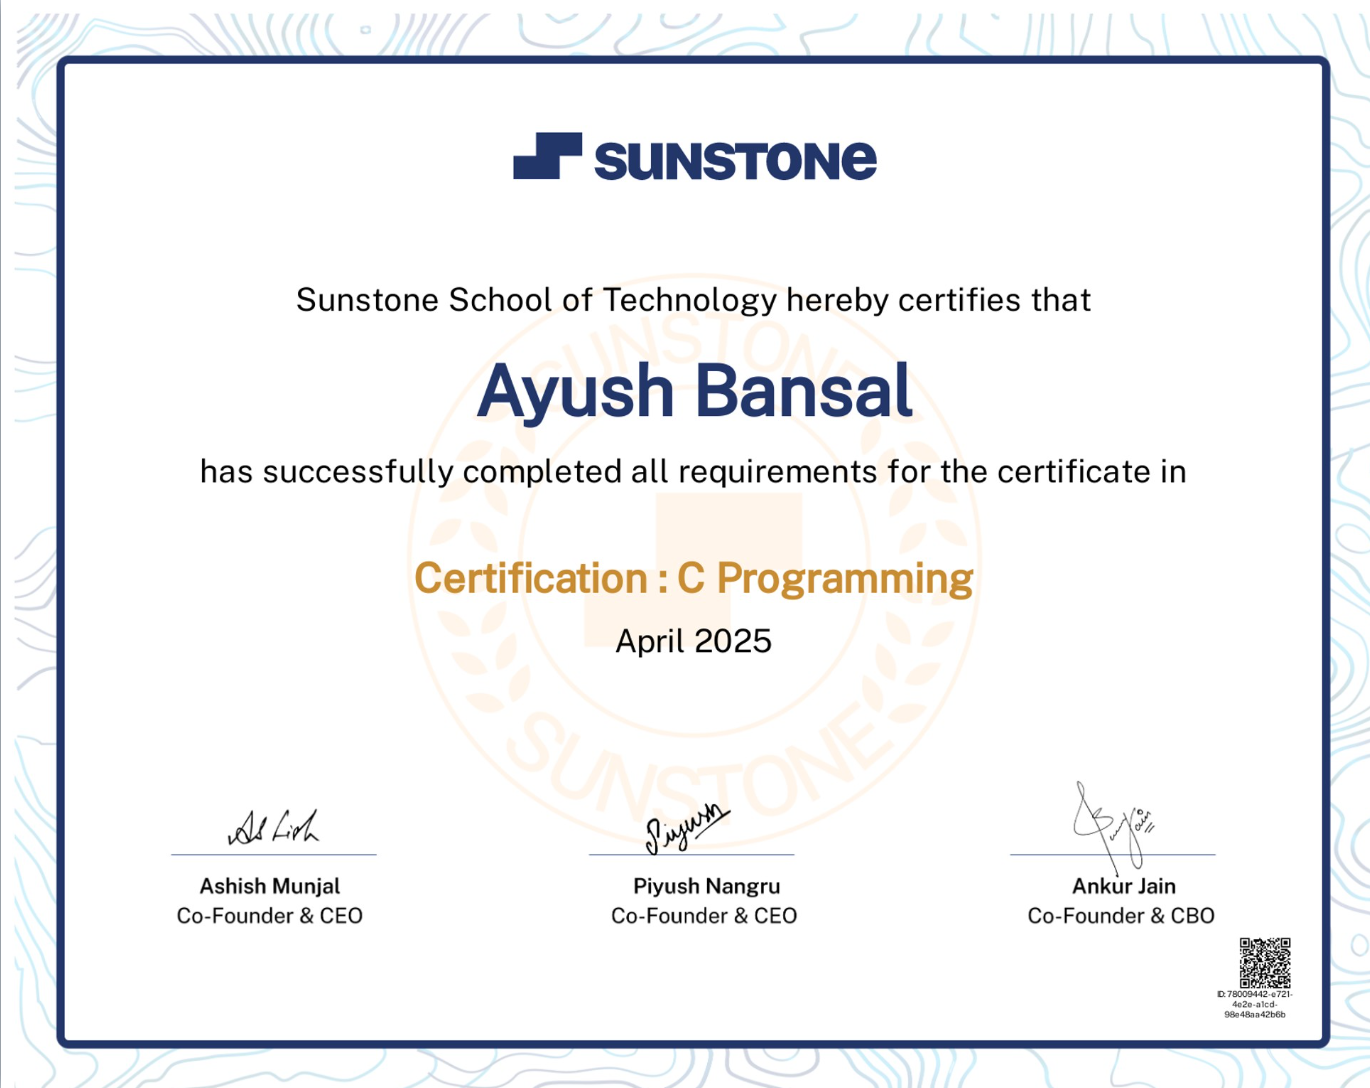 SUNSTONE
Sunstone School of Technology hereby certifies that
Ayush Bansal
has successfully completed all requirements for the certificate in
Certification : C Programming
April 2025
SUNSTONE
SUNSTONE
Ashish Munjal
Co-Founder & CEO
Piyush Nangru
Co-Founder & CEO
Ankur Jain
Co-Founder & CBO
ID: 78009442-e721-
4e2e-a1cd-
98e48aa42b6b